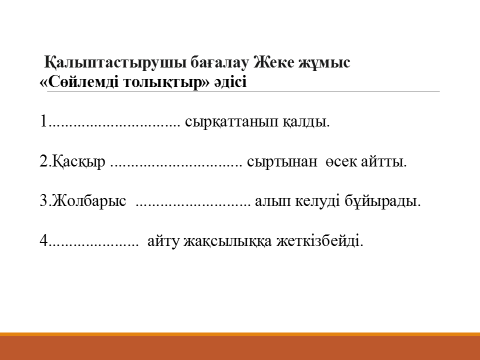 Қалыптастырушы бағалау Жеке жұмыс
«Сөйлемді толықтыр» әдісі
1................................ сырқаттанып қалды.
2.Қасқыр ................................ сыртынан өсек айтты.
3.Жолбарыс ............................ алып келуді бұйырады.
4...................... айту жақсылыққа жеткізбейді.